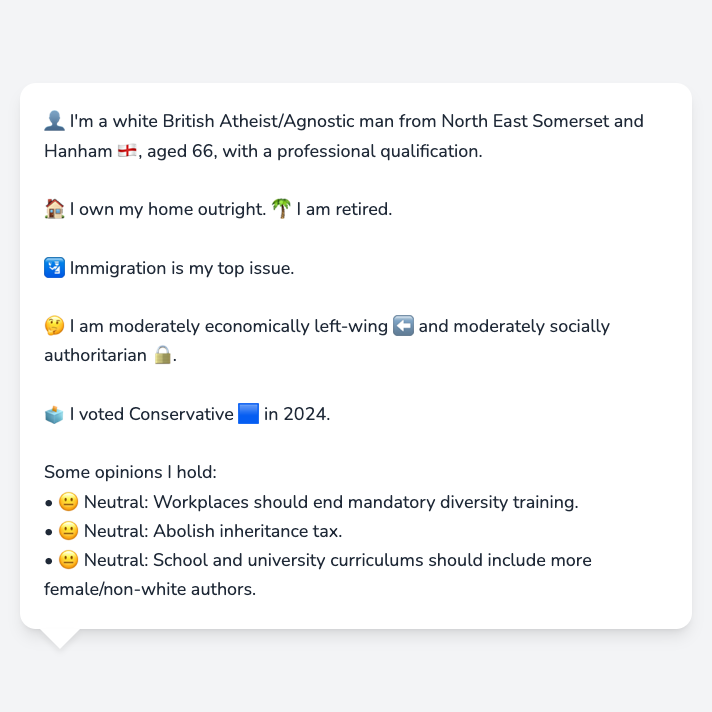 👤 I'm a white British Atheist/Agnostic man from North East Somerset and
Hanham 🏴󠁧󠁢󠁥󠁮󠁧󠁿, aged 66, with a professional qualification.
🏠 I own my home outright. 🌴 I am retired.
🛂 Immigration is my top issue.
🤔 I am moderately economically left-wing ⬅️ and moderately socially
authoritarian 🔒.
🗳️ I voted Conservative 🟦 in 2024.
Some opinions I hold:
• 😐 Neutral: Workplaces should end mandatory diversity training.
• 😐 Neutral: Abolish inheritance tax.
• 😐 Neutral: School and university curriculums should include more
female/non-white authors.